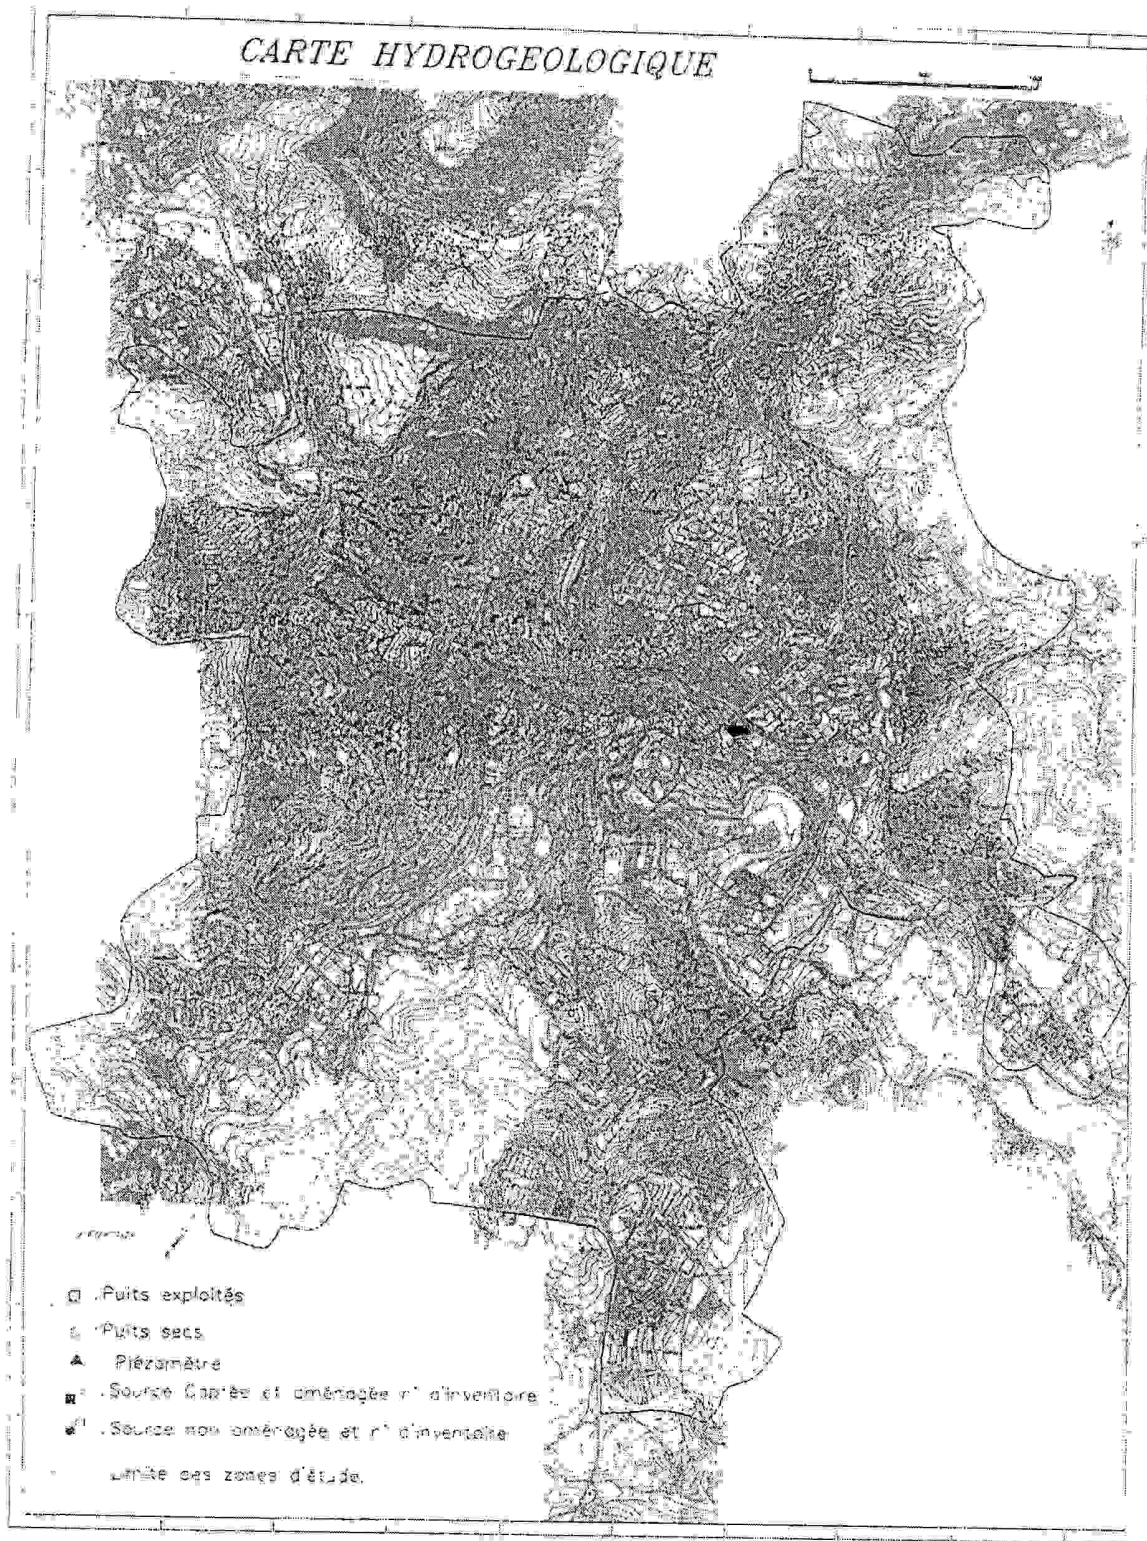 CARTE HYDROGEOLOGIQUE
.Puits exploités
.Puits secs
Piézomètre
.Source Captée et aménagée n° d'inventaire
.Source non aménagée et n° d'inventaire
Limite des zones d'étude.